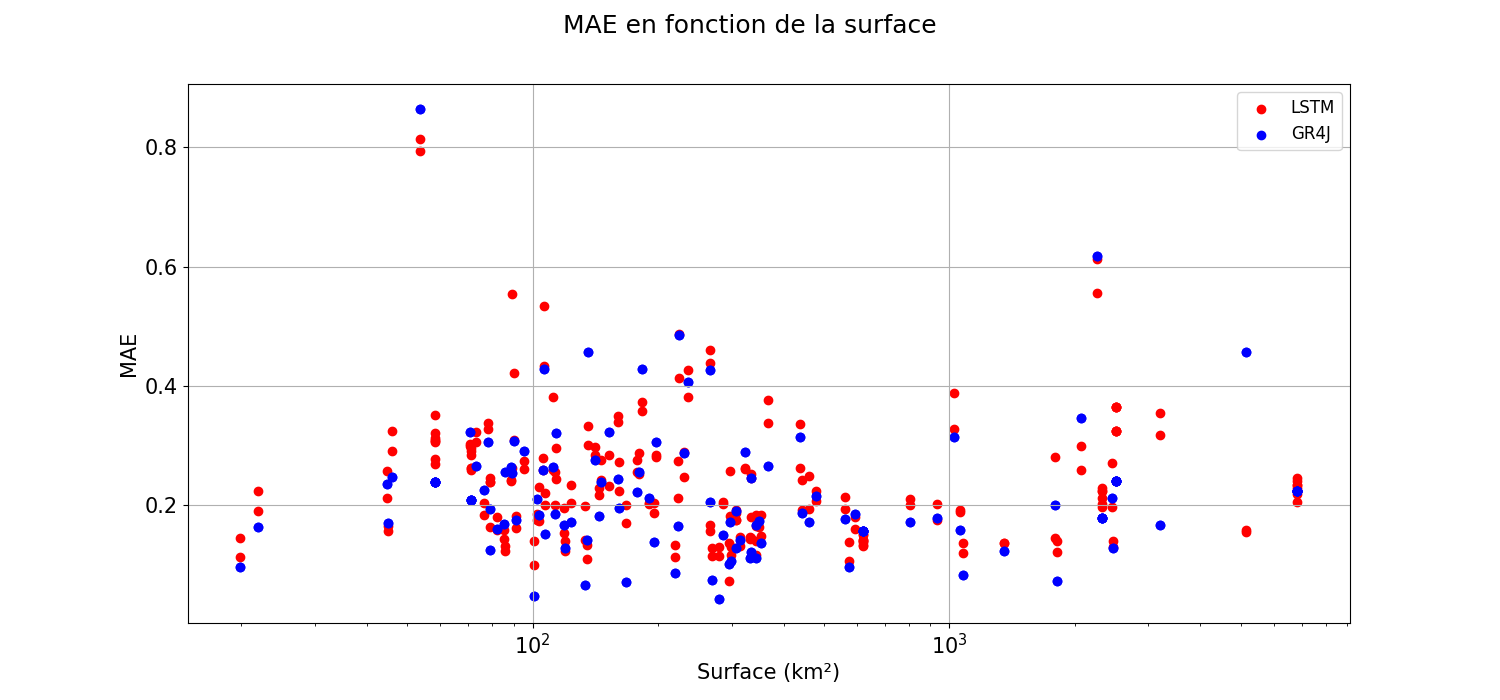 MAE en fonction de la surface
LSTM
GR4J
0.8
0.6
0.4
0.2
MAE
10²
10³
Surface (km²)